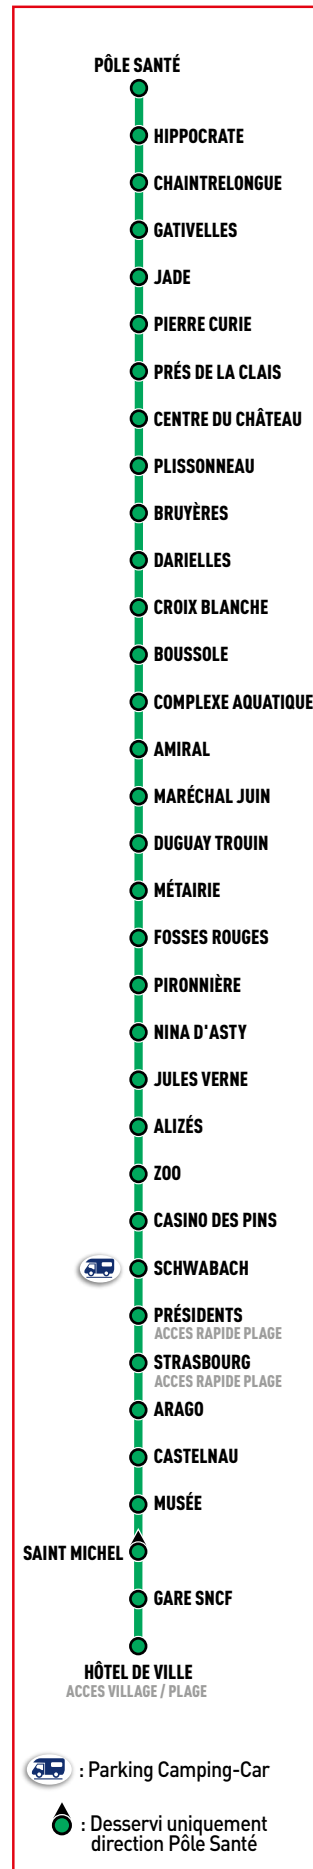 PÔLE SANTÉ
HIPPOCRATE
CHAINTRELONGUE
GATIVELLES
JADE
PIERRE CURIE
PRÉS DE LA CLAIS
CENTRE DU CHÂTEAU
PLISSONNEAU
BRUYÈRES
DARIELLES
CROIX BLANCHE
BOUSSOLE
COMPLEXE AQUATIQUE
AMIRAL
MARÉCHAL JUIN
DUGUAY TROUIN
MÉTAIRIE
FOSSES ROUGES
PIRONNIÈRE
NINA D'ASTY
JULES VERNE
ALIZÉS
ZOO
CASINO DES PINS
SCHWABACH
PRÉSIDENTS
ACCES RAPIDE PLAGE
STRASBOURG
ACCES RAPIDE PLAGE
ARAGO
CASTELNAU
MUSÉE
SAINT MICHEL
GARE SNCF
HÔTEL DE VILLE
ACCES VILLAGE / PLAGE
: Parking Camping-Car
: Desservi uniquement
direction Pôle Santé